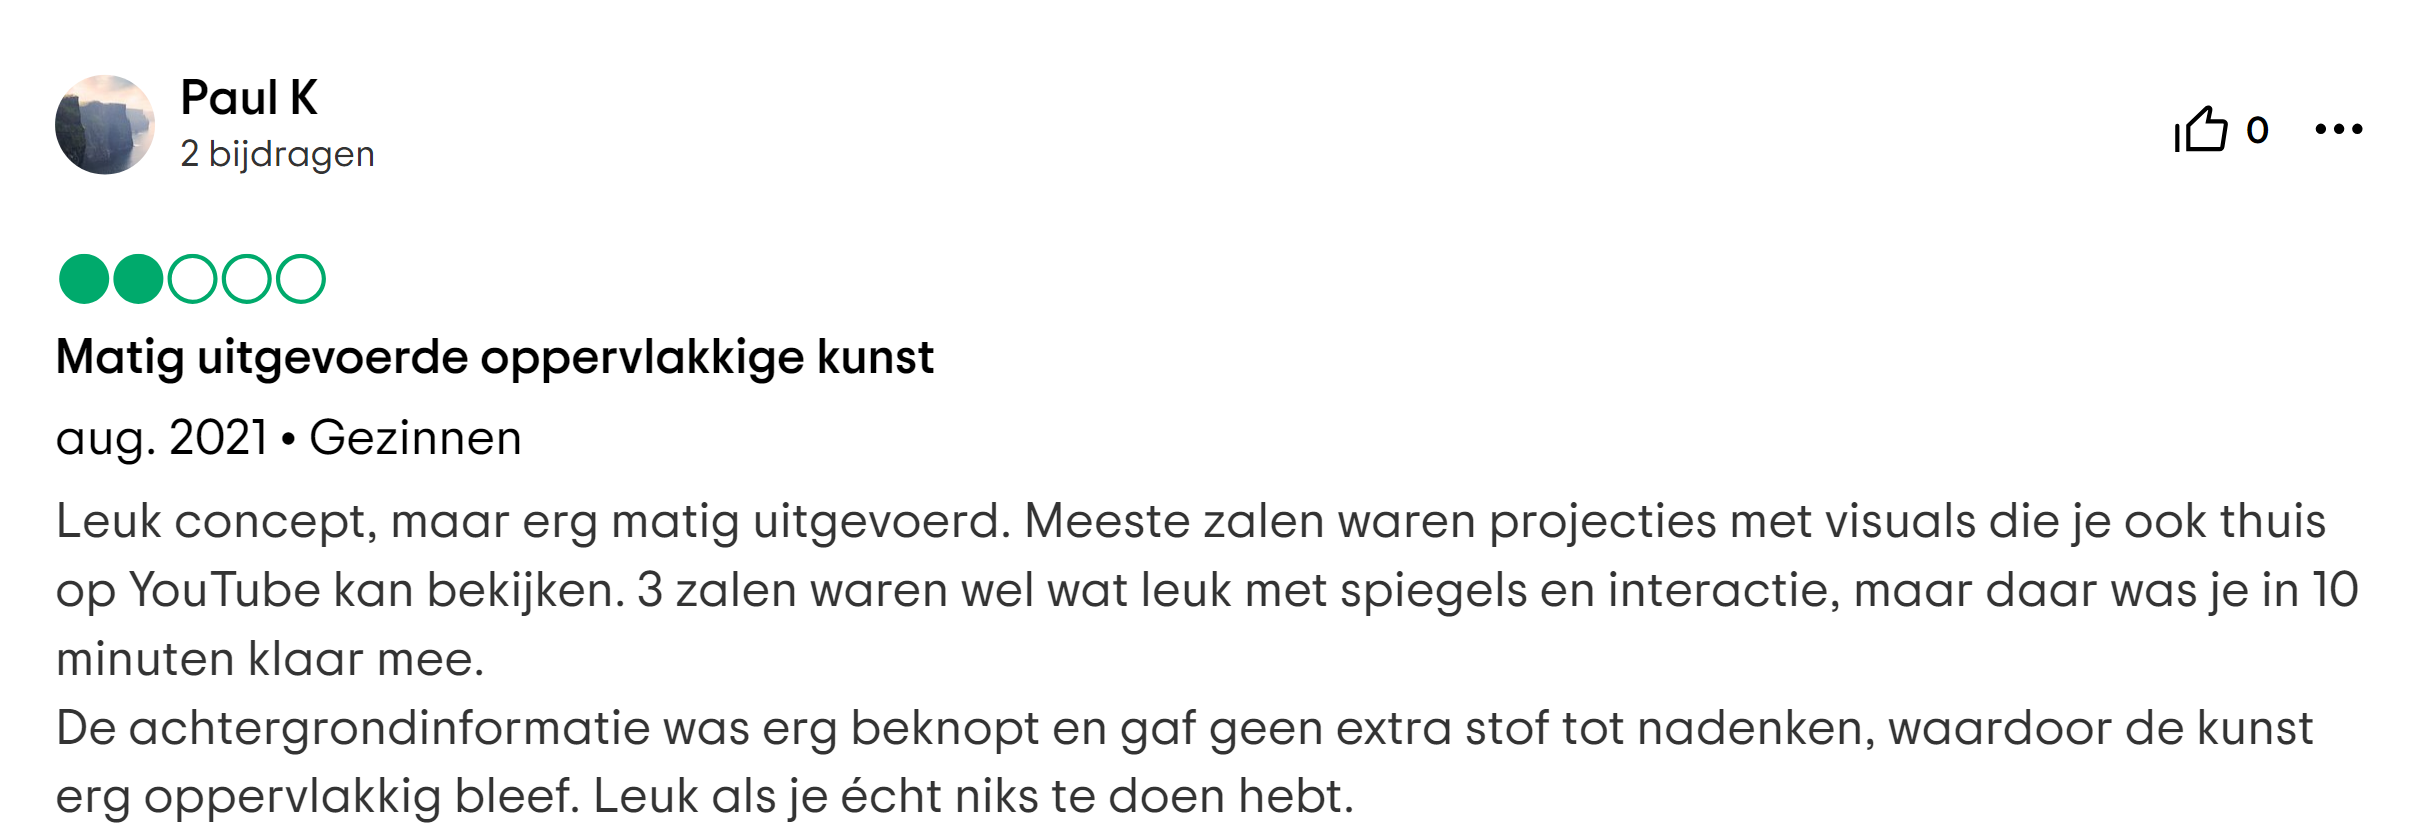 Paul K
2 bijdragen
0
Matig uitgevoerde oppervlakkige kunst
aug. 2021 • Gezinnen
Leuk concept, maar erg matig uitgevoerd. Meeste zalen waren projecties met visuals die je ook thuis
op YouTube kan bekijken. 3 zalen waren wel wat leuk met spiegels en interactie, maar daar was je in 10
minuten klaar mee.
De achtergrondinformatie was erg beknopt en gaf geen extra stof tot nadenken, waardoor de kunst
erg oppervlakkig bleef. Leuk als je écht niks te doen hebt.